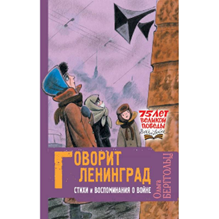 75 ЛЕТ
ВЕЛИКОЙ
ПОБЕДЫ
ГОВОРИТ
ЛЕНИНГРАД
СТИХИ И ВОСПОМИНАНИЯ О ВОЙНЕ
Ольга
БЕРГГОЛЬЦ